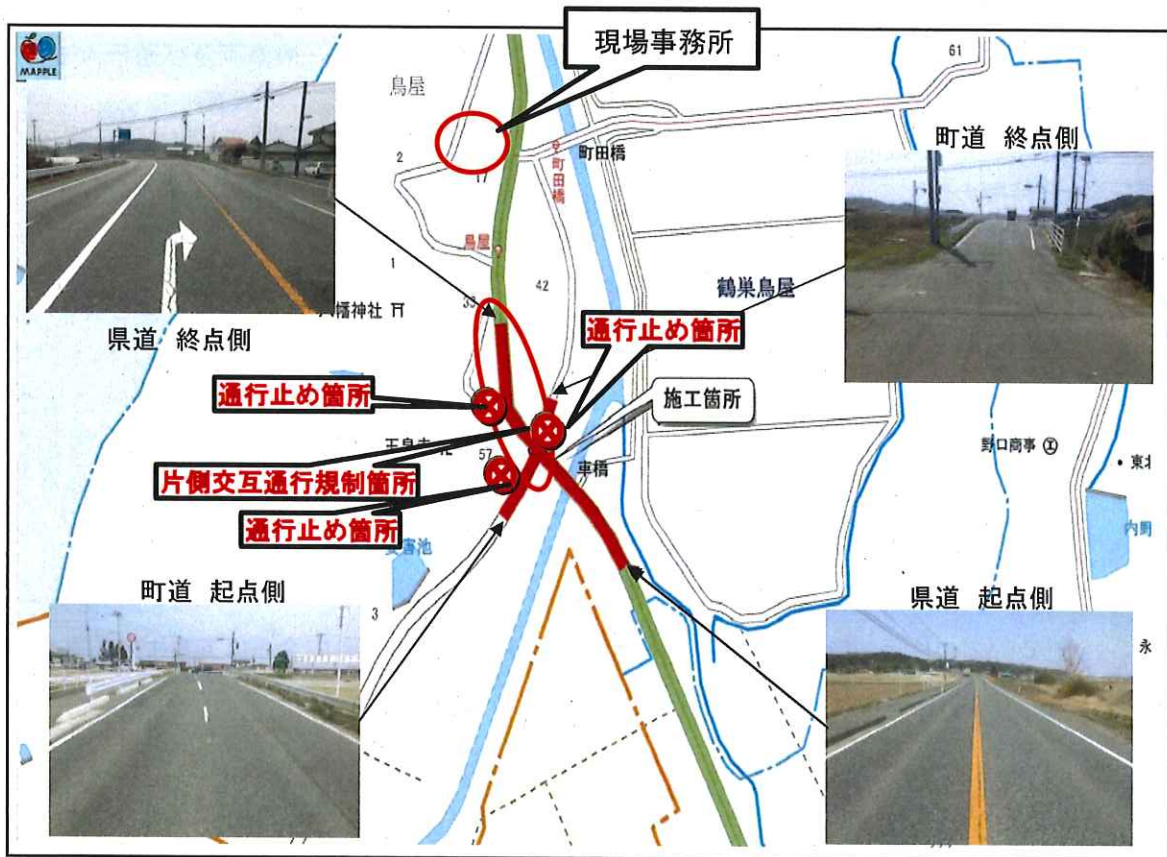 現場事務所
MAPPLE
鳥屋
61
2
17
町田橋
町田橋
町道 終点側
鳥屋
1
42
33
幡神社
鶴巣鳥屋
県道 終点側
通行止め箇所
通行止め箇所
施工箇所
57
車橋
野口商事
東北
片側交互通行規制箇所
通行止め箇所
内野
町道 起点側
3
県道 起点側
永